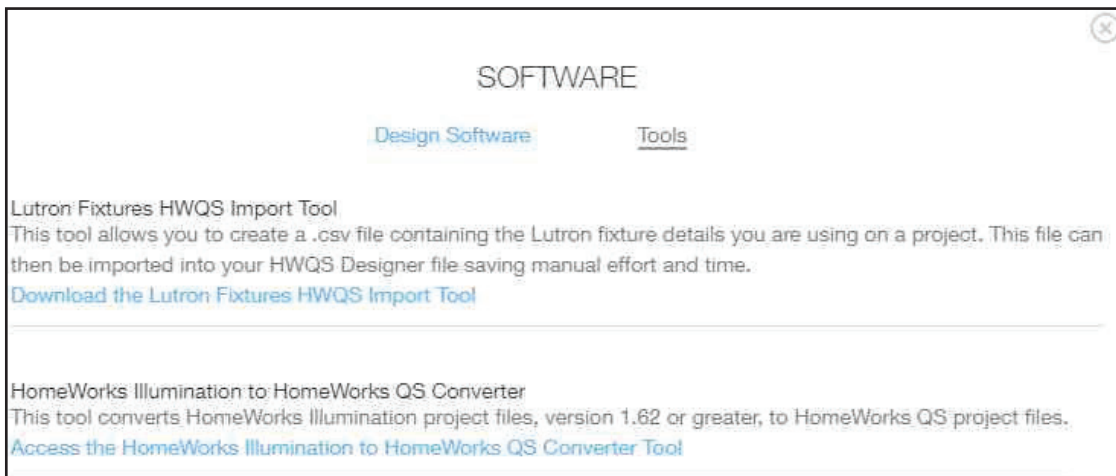 SOFTWARE
Design Software Tools
Lutron Fixtures HWQS Import Tool
This tool allows you to create a .csv file containing the Lutron fixture details you are using on a project. This file can
then be imported into your HWQS Designer file saving manual effort and time.
Download the Lutron Fixtures HWQS Import Tool
HomeWorks Illumination to HomeWorks QS Converter
This tool converts HomeWorks Illumination project files, version 1.62 or greater, to HomeWorks QS project files.
Access the HomeWorks Illumination to HomeWorks QS Converter Tool